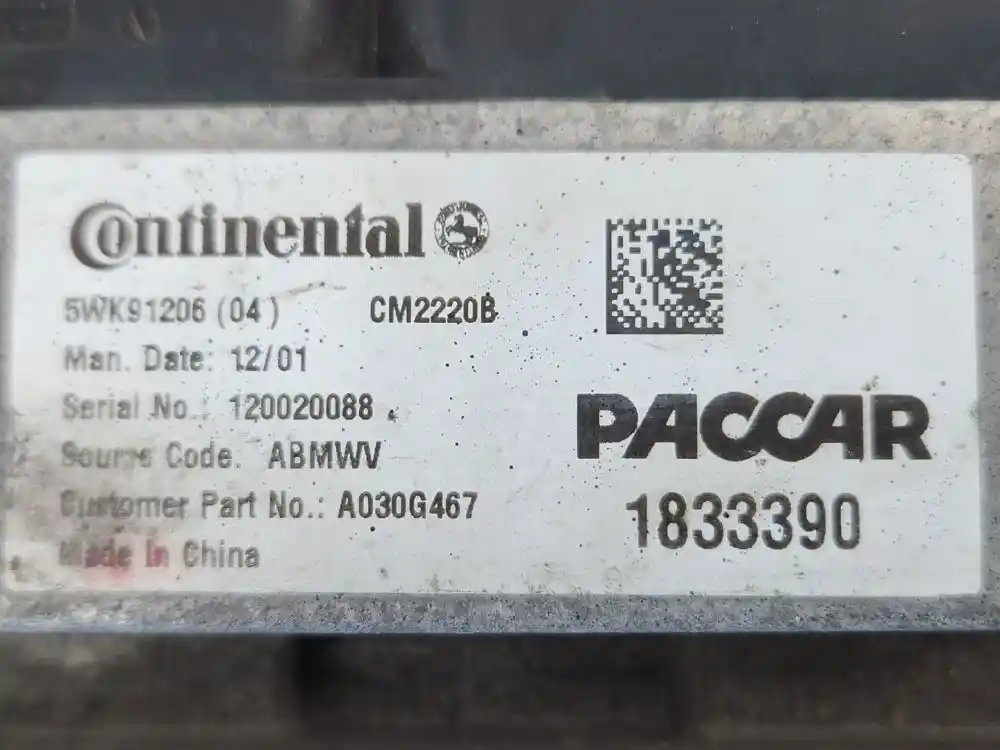 Continental
5WK91206 (04) CM2220B
Man. Date: 12/01
Serial No.: 120020088
Source Code: ABMWV
Customer Part No.: A030G467
Made in China
PACCAR
1833390